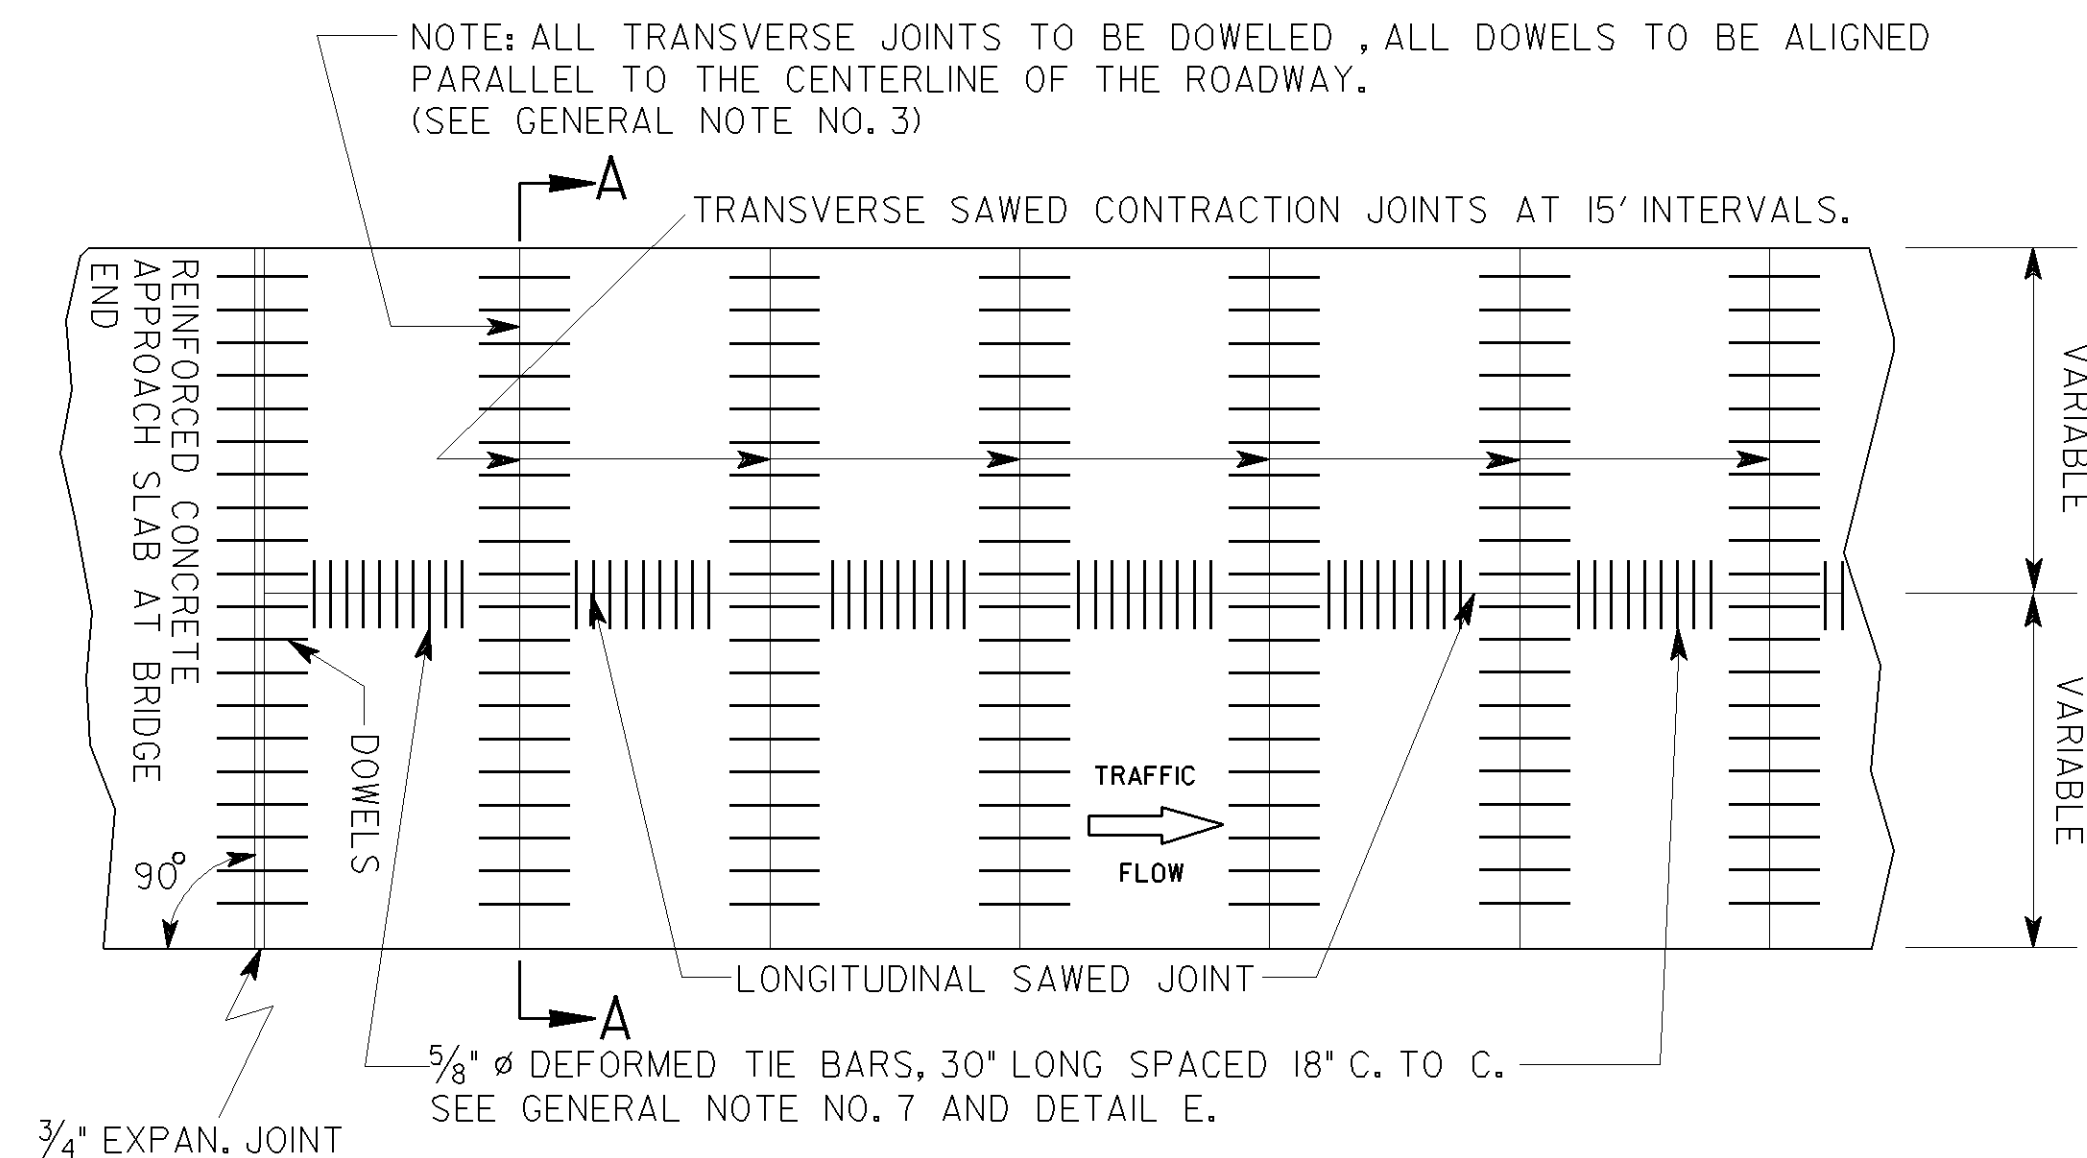 NOTE: ALL TRANSVERSE JOINTS TO BE DOWELED , ALL DOWELS TO BE ALIGNED
PARALLEL TO THE CENTERLINE OF THE ROADWAY.
(SEE GENERAL NOTE NO. 3)
A
TRANSVERSE SAWED CONTRACTION JOINTS AT 15' INTERVALS.
REINFORCED CONCRETE
APPROACH SLAB AT BRIDGE
END
VARIABLE
VARIABLE
DOWELS
TRAFFIC
FLOW
90°
LONGITUDINAL SAWED JOINT
A
5/8" Ø DEFORMED TIE BARS, 30" LONG SPACED 18" C. TO C.
SEE GENERAL NOTE NO. 7 AND DETAIL E.
3/4" EXPAN. JOINT